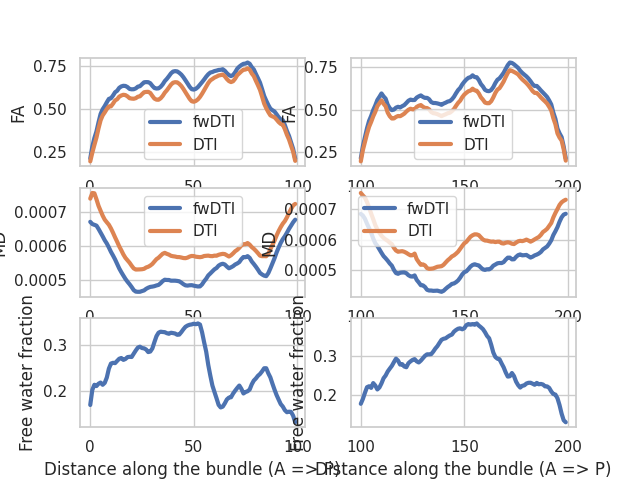 0.75
0.50
0.25
FA
fwDTI
DTI
0 50 100
0.75
0.50
0.25
FA
fwDTI
DTI
100 150 200
0.0007
0.0006
0.0005
MD
fwDTI
DTI
0 50 100
0.0007
0.0006
0.0005
MD
fwDTI
DTI
100 150 200
0.3
0.2
Free water fraction
0 50 100
Distance along the bundle (A => P)
0.3
0.2
Free water fraction
100 150 200
Distance along the bundle (A => P)